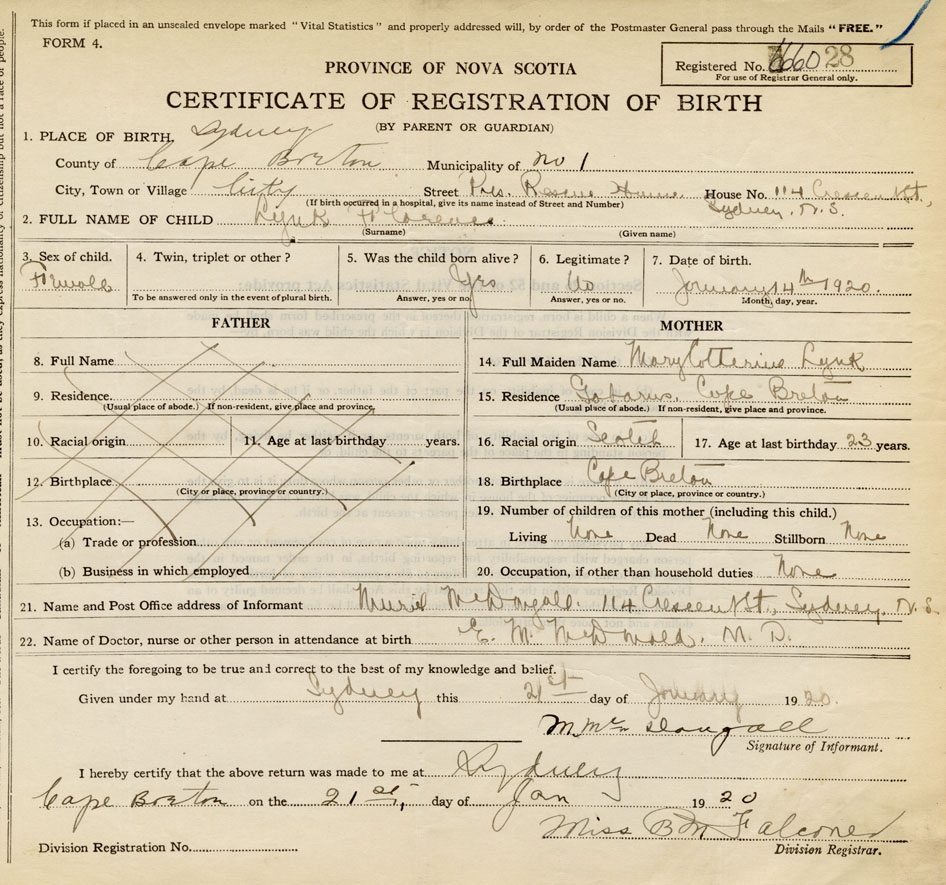 This form if placed in an unsealed envelope marked "Vital Statistics" and properly addressed will, by order of the Postmaster General pass through the Mails "FREE."
FORM 4.
Registered No. 28
For use of Registrar General only.
PROVINCE OF NOVA SCOTIA
CERTIFICATE OF REGISTRATION OF BIRTH
(BY PARENT OR GUARDIAN)
1. PLACE OF BIRTH, Sydney
County of Cape Breton Municipality of No 1
City, Town or Village City Street Pres. Rescue Home. House No. 114 Crescent St.,
(If birth occurred in a hospital, give its name instead of Street and Number) Sydney, N. S.
2. FULL NAME OF CHILD Lynk Florence
(Surname) (Given name)
3. Sex of child. 4. Twin, triplet or other? 5. Was the child born alive? 6. Legitimate? 7. Date of birth.
Female Yes No January 14th 1920.
To be answered only in the event of plural birth. Answer, yes or no. Answer, yes or no. Month, day, year.
FATHER
8. Full Name
9. Residence.
(Usual place of abode.) If non-resident, give place and province,
10. Racial origin 11. Age at last birthday years.
12. Birthplace
(City or place, province or country.)
13. Occupation:—
(a) Trade or profession
(b) Business in which employed
MOTHER
14. Full Maiden Name Mary Catherine Lynk
15. Residence Gabarus, Cape Breton
(Usual place of abode.) If non-resident, give place and province.
16. Racial origin Scotch 17. Age at last birthday 23 years.
18. Birthplace Cape Breton
(City or place, province or country.)
19. Number of children of this mother (including this child.)
Living None Dead None Stillborn None
20. Occupation, if other than household duties None
21. Name and Post Office address of Informant Muriel McDougall. 114 Crescent St., Sydney, N. S.
22. Name of Doctor, nurse or other person in attendance at birth E. M. McDonald. M. D.
I certify the foregoing to be true and correct to the best of my knowledge and belief.
Given under my hand at Sydney this 21st day of January 1920.
M. McDougall
Signature of Informant.
I hereby certify that the above return was made to me at Sydney
Cape Breton on the 21st, day of Jan 1920
Miss B M Falconer
Division Registrar.
Division Registration No.